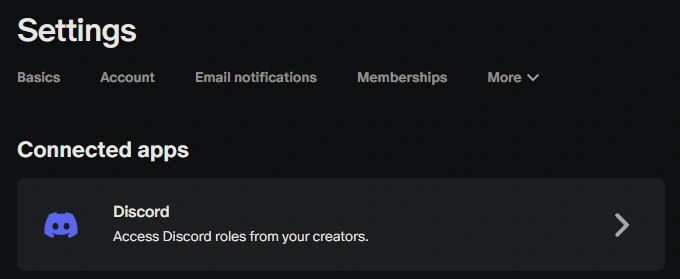 Settings
Basics Account Email notifications Memberships More
Connected apps
Discord
Access Discord roles from your creators.